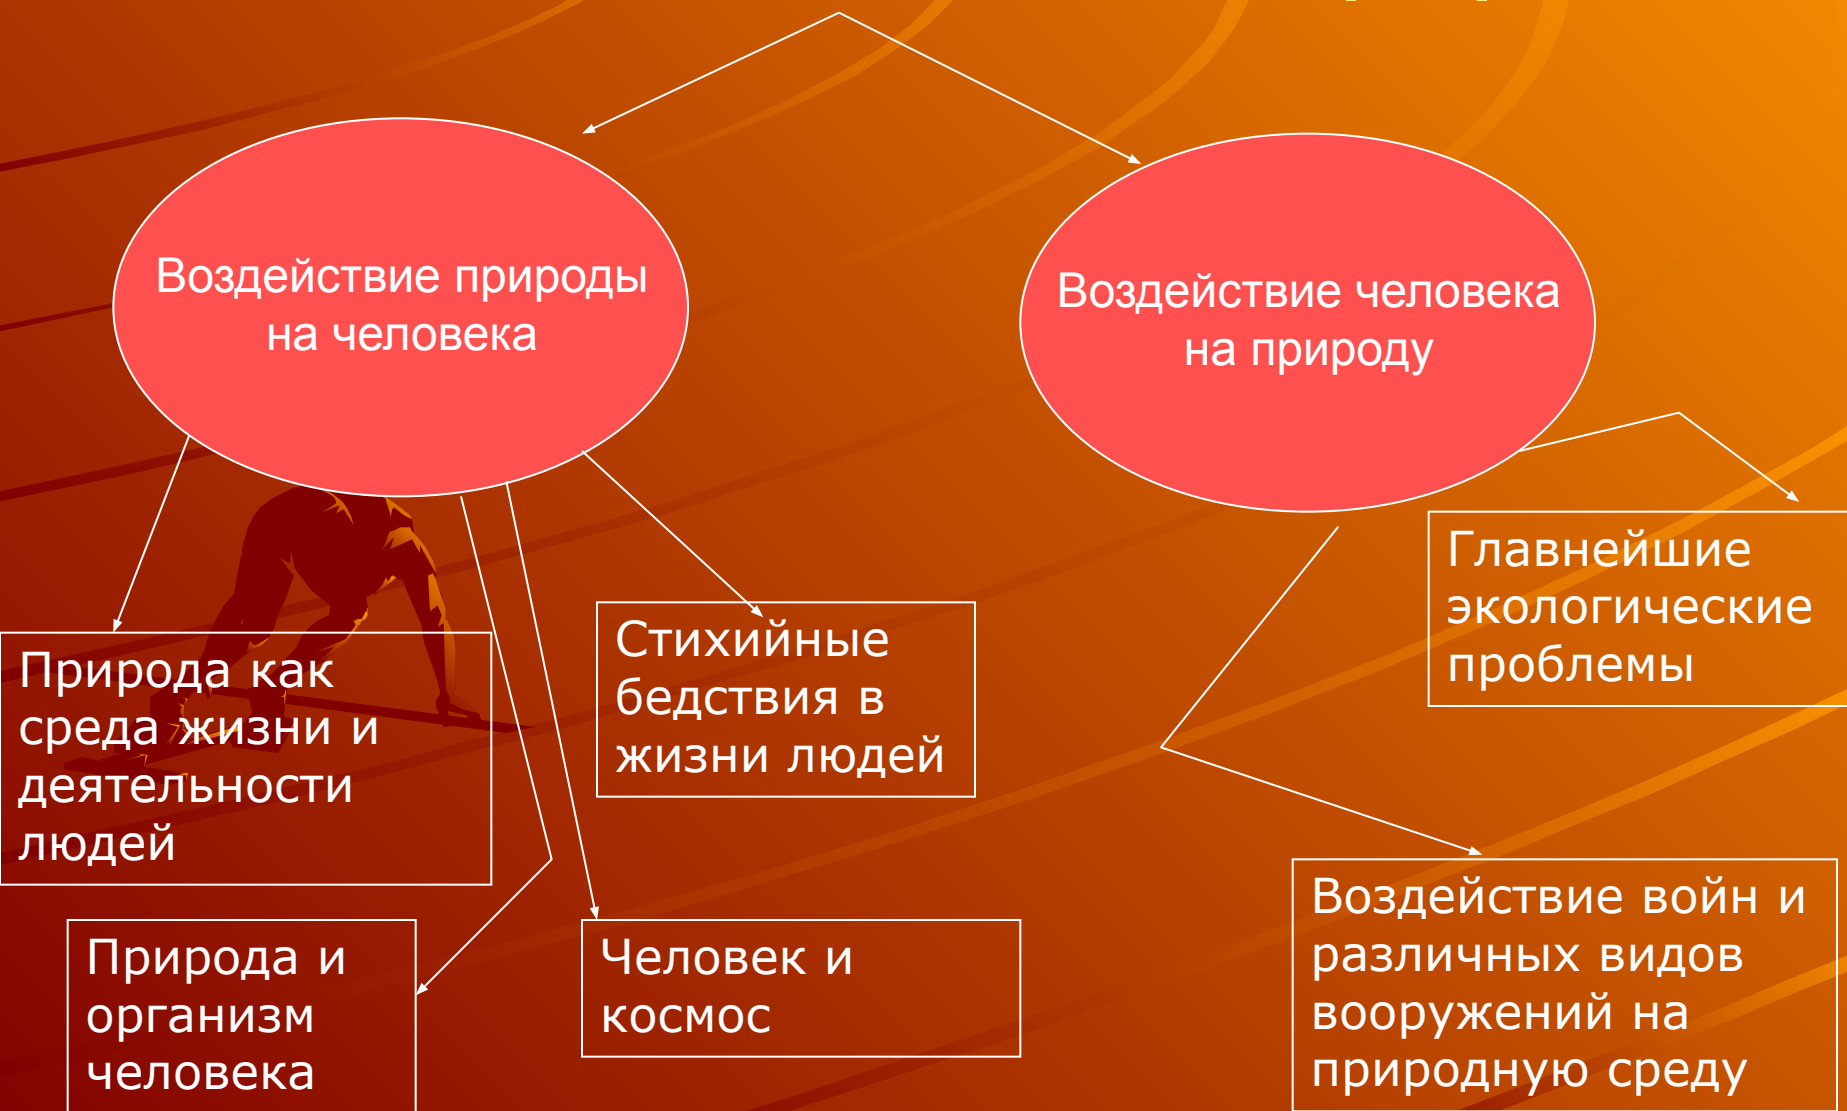 Воздействие природы
на человека
Воздействие человека
на природу
Природа как
среда жизни и
деятельности
людей
Стихийные
бедствия в
жизни людей
Главнейшие
экологические
проблемы
Природа и
организм
человека
Человек и
космос
Воздействие войн и
различных видов
вооружений на
природную среду